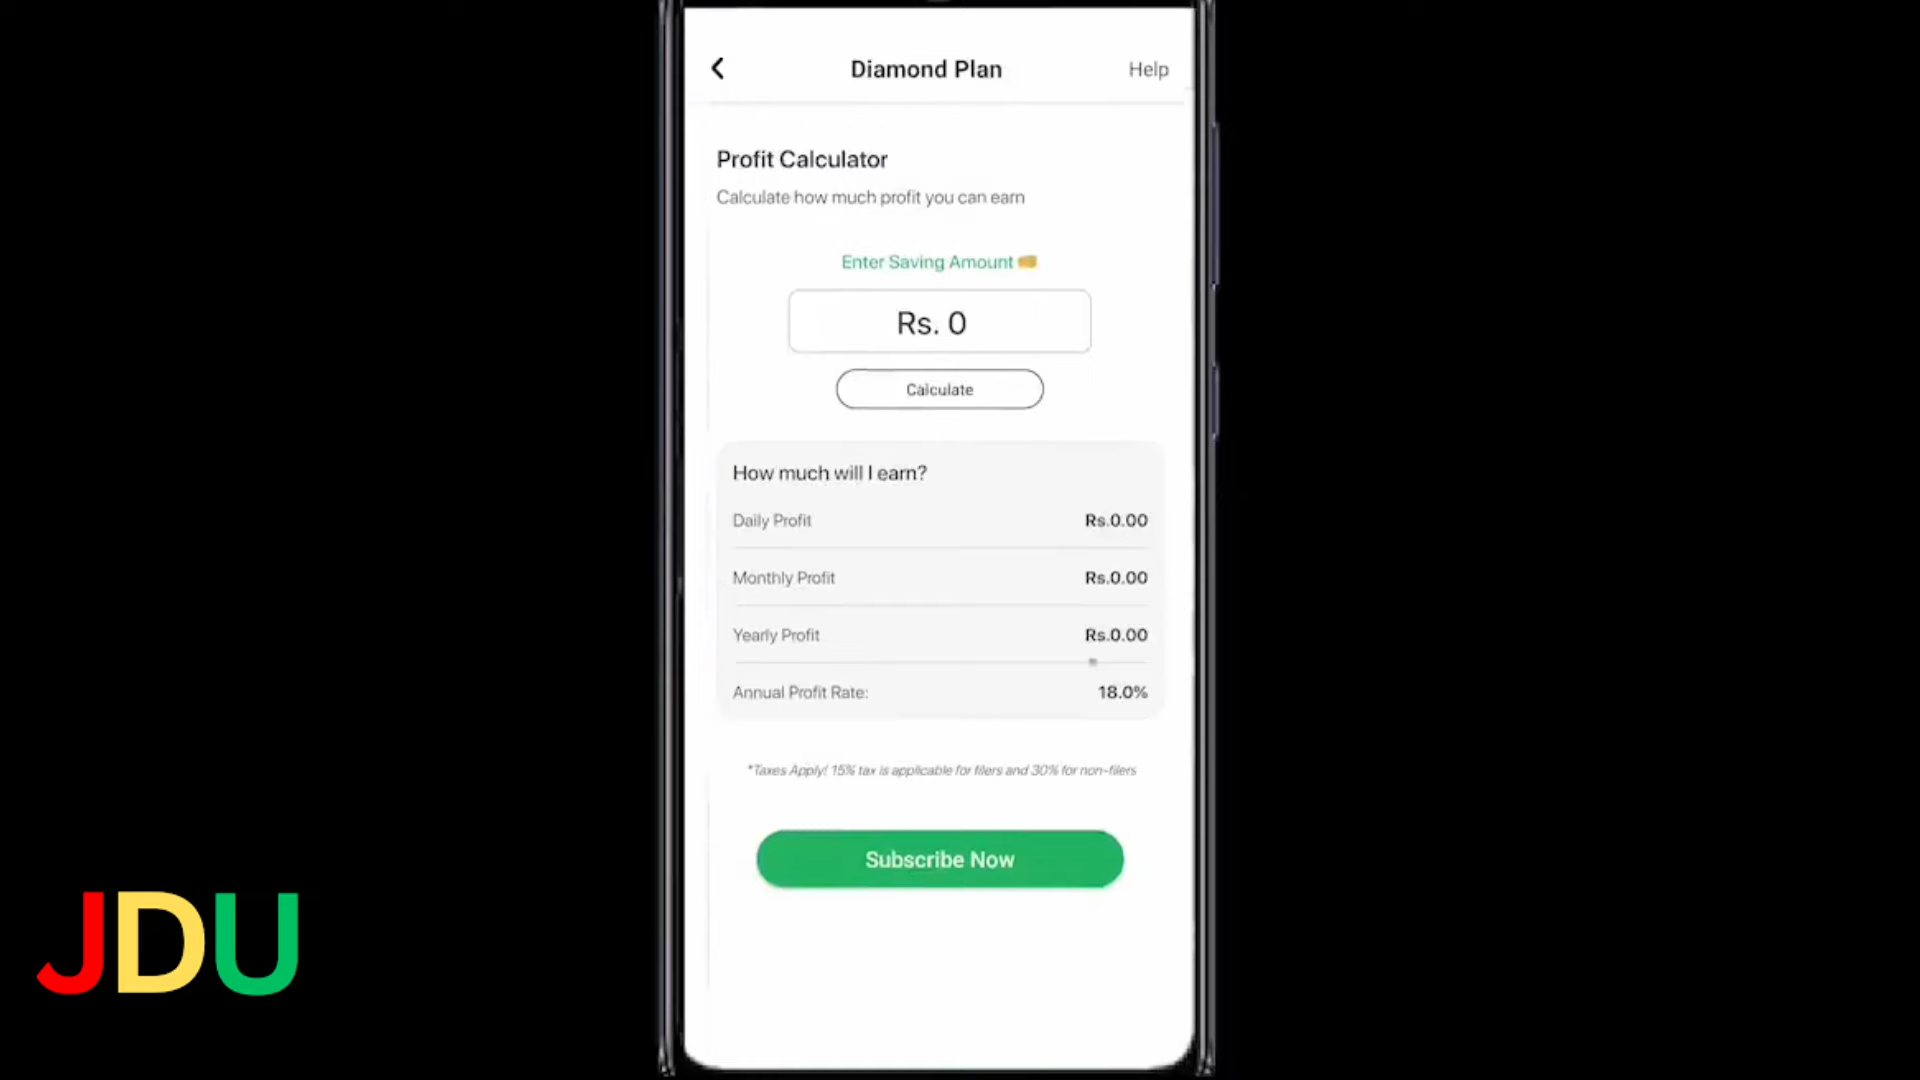 Diamond Plan
Help
Profit Calculator
Calculate how much profit you can earn
Enter Saving Amount
Rs. 0
Calculate
How much will I earn?
Daily Profit Rs.0.00
Monthly Profit Rs.0.00
Yearly Profit Rs.0.00
Annual Profit Rate: 18.0%
*Taxes Apply! 15% tax is applicable for filers and 30% for non-filers
Subscribe Now
JDU